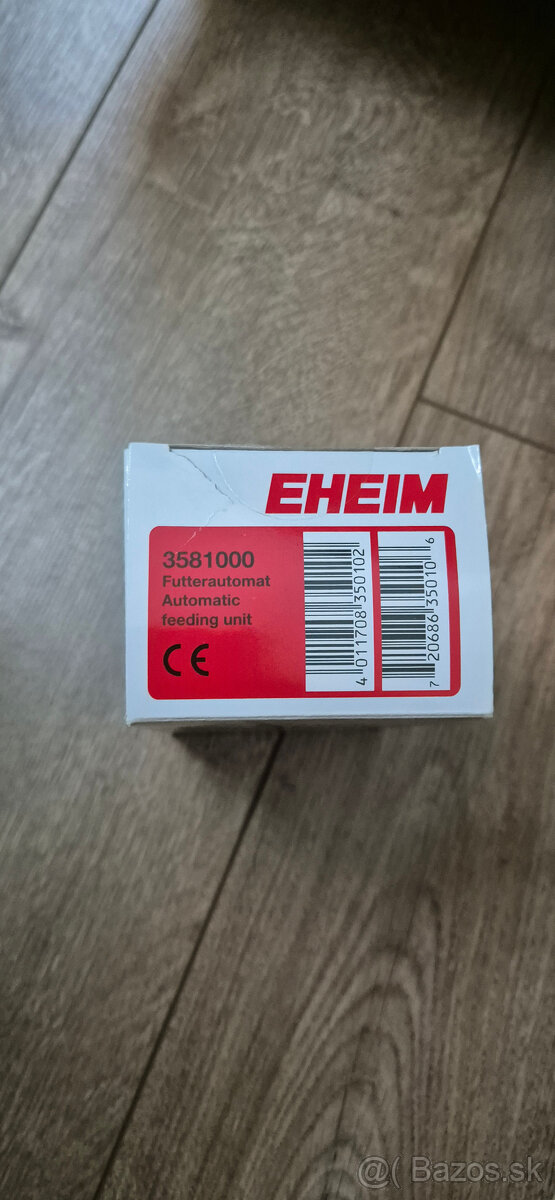 EHEIM
3581000
Futterautomat
Automatic
feeding unit
CE
4 011708 350102
7 20686 35010 6
@( Bazos.sk